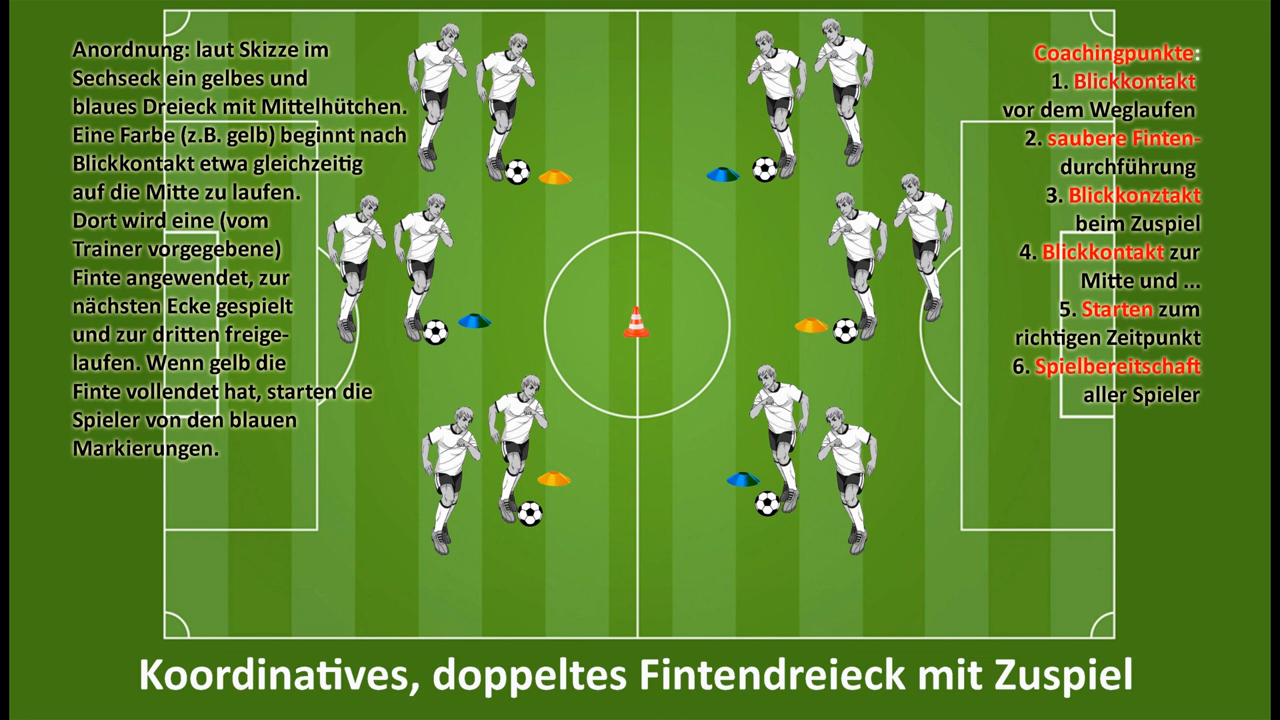 Anordnung: laut Skizze im
Sechseck ein gelbes und
blaues Dreieck mit Mittelhütchen.
Eine Farbe (z.B. gelb) beginnt nach
Blickkontakt etwa gleichzeitig
auf die Mitte zu laufen.
Dort wird eine (vom
Trainer vorgegebene)
Finte angewendet, zur
nächsten Ecke gespielt
und zur dritten freige-
laufen. Wenn gelb die
Finte vollendet hat, starten die
Spieler von den blauen
Markierungen.
Coachingpunkte:
1. Blickkontakt
vor dem Weglaufen
2. saubere Finten-
durchführung
3. Blickkonztakt
beim Zuspiel
4. Blickkontakt zur
Mitte und ...
5. Starten zum
richtigen Zeitpunkt
6. Spielbereitschaft
aller Spieler
Koordinatives, doppeltes Fintendreieck mit Zuspiel